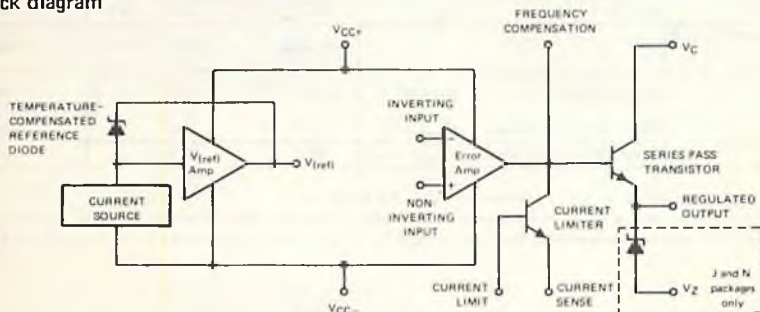 ck diagram
FREQUENCY
COMPENSATION
VCC+
VC
TEMPERATURE-
COMPENSATED
REFERENCE
DIODE
INVERTING
INPUT
V(ref)
Amp
V(ref)
Error
Amp
SERIES PASS
TRANSISTOR
CURRENT
SOURCE
NON
INVERTING
INPUT
CURRENT
LIMITER
REGULATED
OUTPUT
CURRENT
LIMIT
CURRENT
SENSE
VZ
J and N
packages
only
VCC−